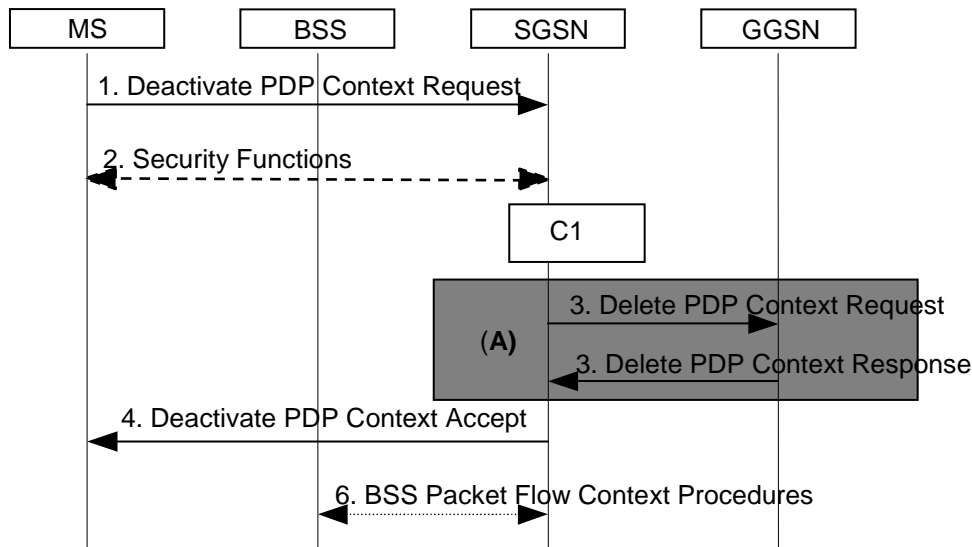 MS
BSS
SGSN
GGSN
1. Deactivate PDP Context Request
2. Security Functions
C1
3. Delete PDP Context Request
(A)
3. Delete PDP Context Response
4. Deactivate PDP Context Accept
6. BSS Packet Flow Context Procedures